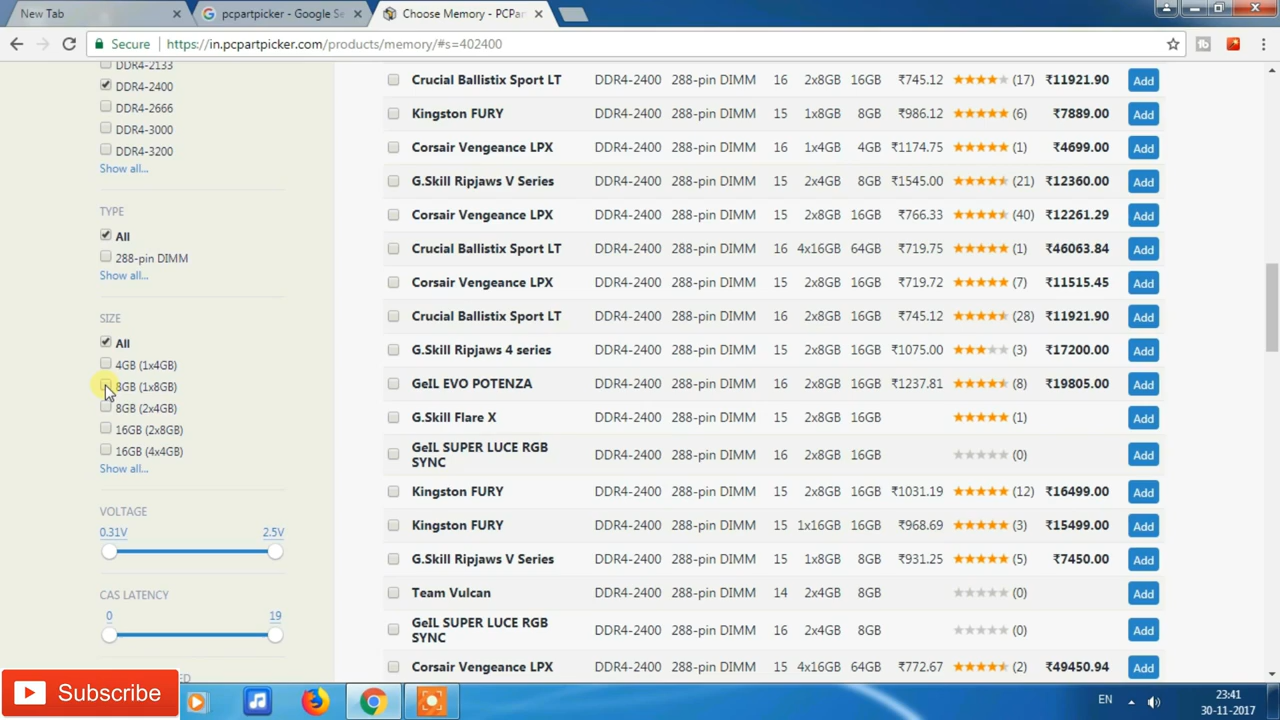 New Tab
pcpartpicker - Google Se
Choose Memory - PCPar
Secure
https://in.pcpartpicker.com/products/memory/#s=402400
DDR4-2133
DDR4-2400
DDR4-2666
DDR4-3000
DDR4-3200
Show all...
TYPE
All
288-pin DIMM
Show all...
SIZE
All
4GB (1x4GB)
8GB (1x8GB)
8GB (2x4GB)
16GB (2x8GB)
16GB (4x4GB)
Show all...
VOLTAGE
0.31V 2.5V
CAS LATENCY
0 19
Crucial Ballistix Sport LT DDR4-2400 288-pin DIMM 16 2x8GB 16GB ₹745.12 (17) ₹11921.90 Add
Kingston FURY DDR4-2400 288-pin DIMM 15 1x8GB 8GB ₹986.12 (6) ₹7889.00 Add
Corsair Vengeance LPX DDR4-2400 288-pin DIMM 16 1x4GB 4GB ₹1174.75 (1) ₹4699.00 Add
G.Skill Ripjaws V Series DDR4-2400 288-pin DIMM 15 2x4GB 8GB ₹1545.00 (21) ₹12360.00 Add
Corsair Vengeance LPX DDR4-2400 288-pin DIMM 15 2x8GB 16GB ₹766.33 (40) ₹12261.29 Add
Crucial Ballistix Sport LT DDR4-2400 288-pin DIMM 16 4x16GB 64GB ₹719.75 (1) ₹46063.84 Add
Corsair Vengeance LPX DDR4-2400 288-pin DIMM 15 2x8GB 16GB ₹719.72 (7) ₹11515.45 Add
Crucial Ballistix Sport LT DDR4-2400 288-pin DIMM 16 2x8GB 16GB ₹745.12 (28) ₹11921.90 Add
G.Skill Ripjaws 4 series DDR4-2400 288-pin DIMM 15 2x8GB 16GB ₹1075.00 (3) ₹17200.00 Add
GeIL EVO POTENZA DDR4-2400 288-pin DIMM 16 2x8GB 16GB ₹1237.81 (8) ₹19805.00 Add
G.Skill Flare X DDR4-2400 288-pin DIMM 15 2x8GB 16GB (1) Add
GeIL SUPER LUCE RGB
SYNC DDR4-2400 288-pin DIMM 16 2x8GB 16GB (0) Add
Kingston FURY DDR4-2400 288-pin DIMM 15 2x8GB 16GB ₹1031.19 (12) ₹16499.00 Add
Kingston FURY DDR4-2400 288-pin DIMM 15 1x16GB 16GB ₹968.69 (3) ₹15499.00 Add
G.Skill Ripjaws V Series DDR4-2400 288-pin DIMM 15 1x8GB 8GB ₹931.25 (5) ₹7450.00 Add
Team Vulcan DDR4-2400 288-pin DIMM 14 2x4GB 8GB (0) Add
GeIL SUPER LUCE RGB
SYNC DDR4-2400 288-pin DIMM 16 2x4GB 8GB (0) Add
Corsair Vengeance LPX DDR4-2400 288-pin DIMM 15 4x16GB 64GB ₹772.67 (2) ₹49450.94 Add
Subscribe
EN
23:41
30-11-2017